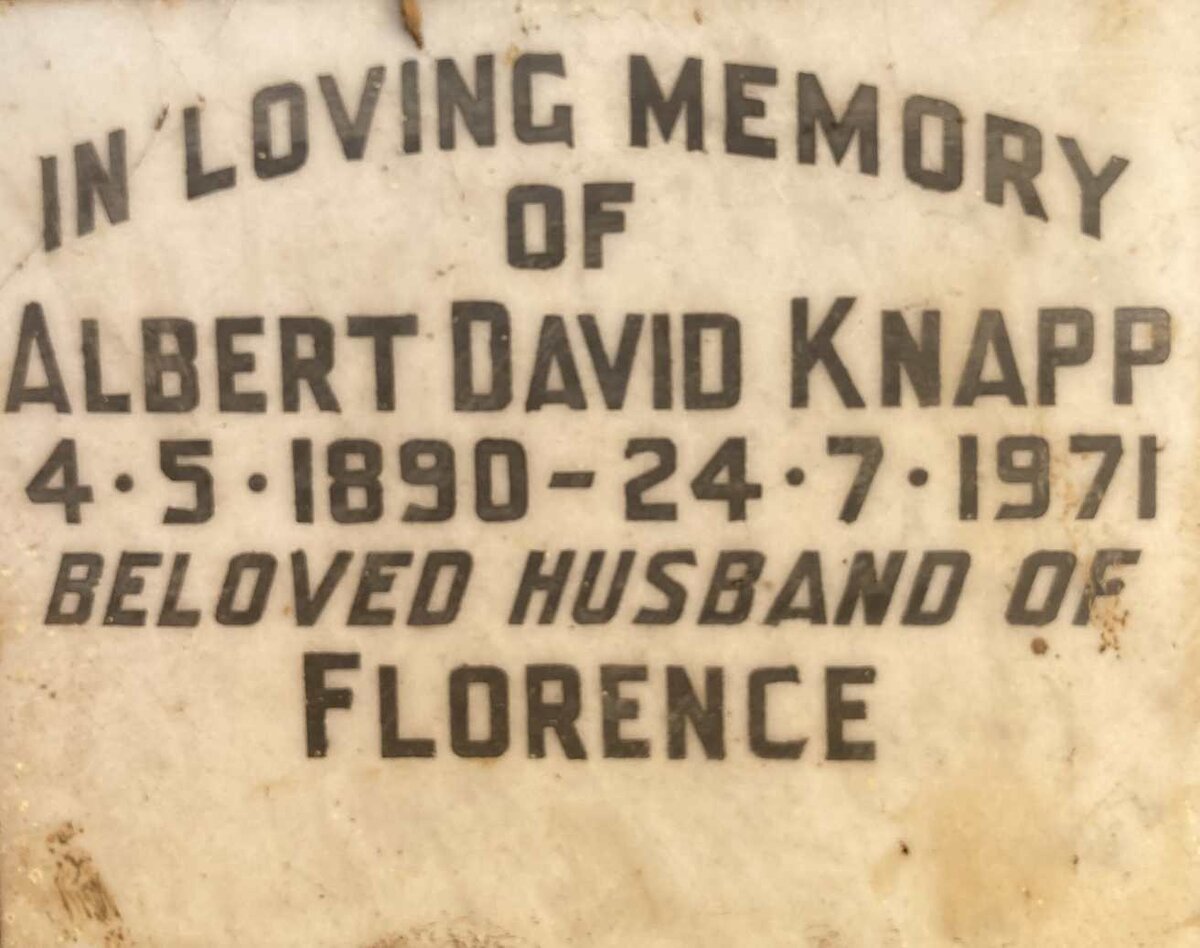 IN LOVING MEMORY
OF
ALBERT DAVID KNAPP
4·5·1890-24·7·1971
BELOVED HUSBAND OF
FLORENCE